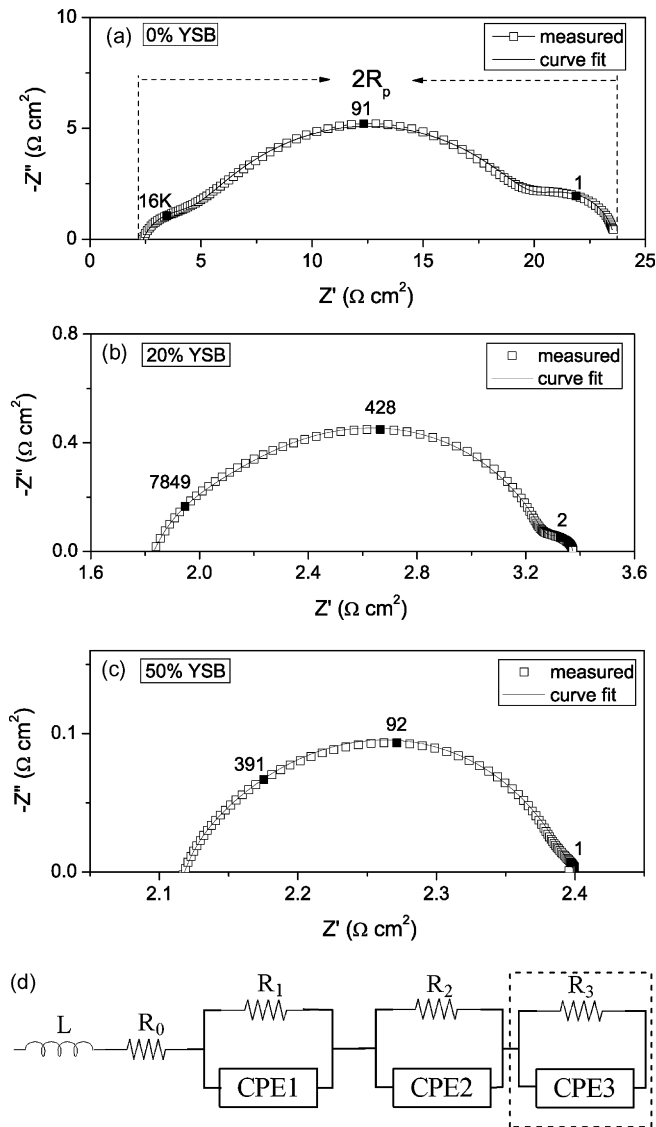 (a) 0% YSB
measured
curve fit
2Rₚ
91
16K
1
-Z" (Ω cm²)
10
5
0
0 5 10 15 20 25
Z' (Ω cm²)
(b) 20% YSB
measured
curve fit
428
7849
2
-Z" (Ω cm²)
0.8
0.4
0.0
1.6 2.0 2.4 2.8 3.2 3.6
Z' (Ω cm²)
(c) 50% YSB
measured
curve fit
92
391
1
-Z" (Ω cm²)
0.1
0.0
2.1 2.2 2.3 2.4
Z' (Ω cm²)
(d)
L R₀ R₁ R₂ R₃
CPE1 CPE2 CPE3